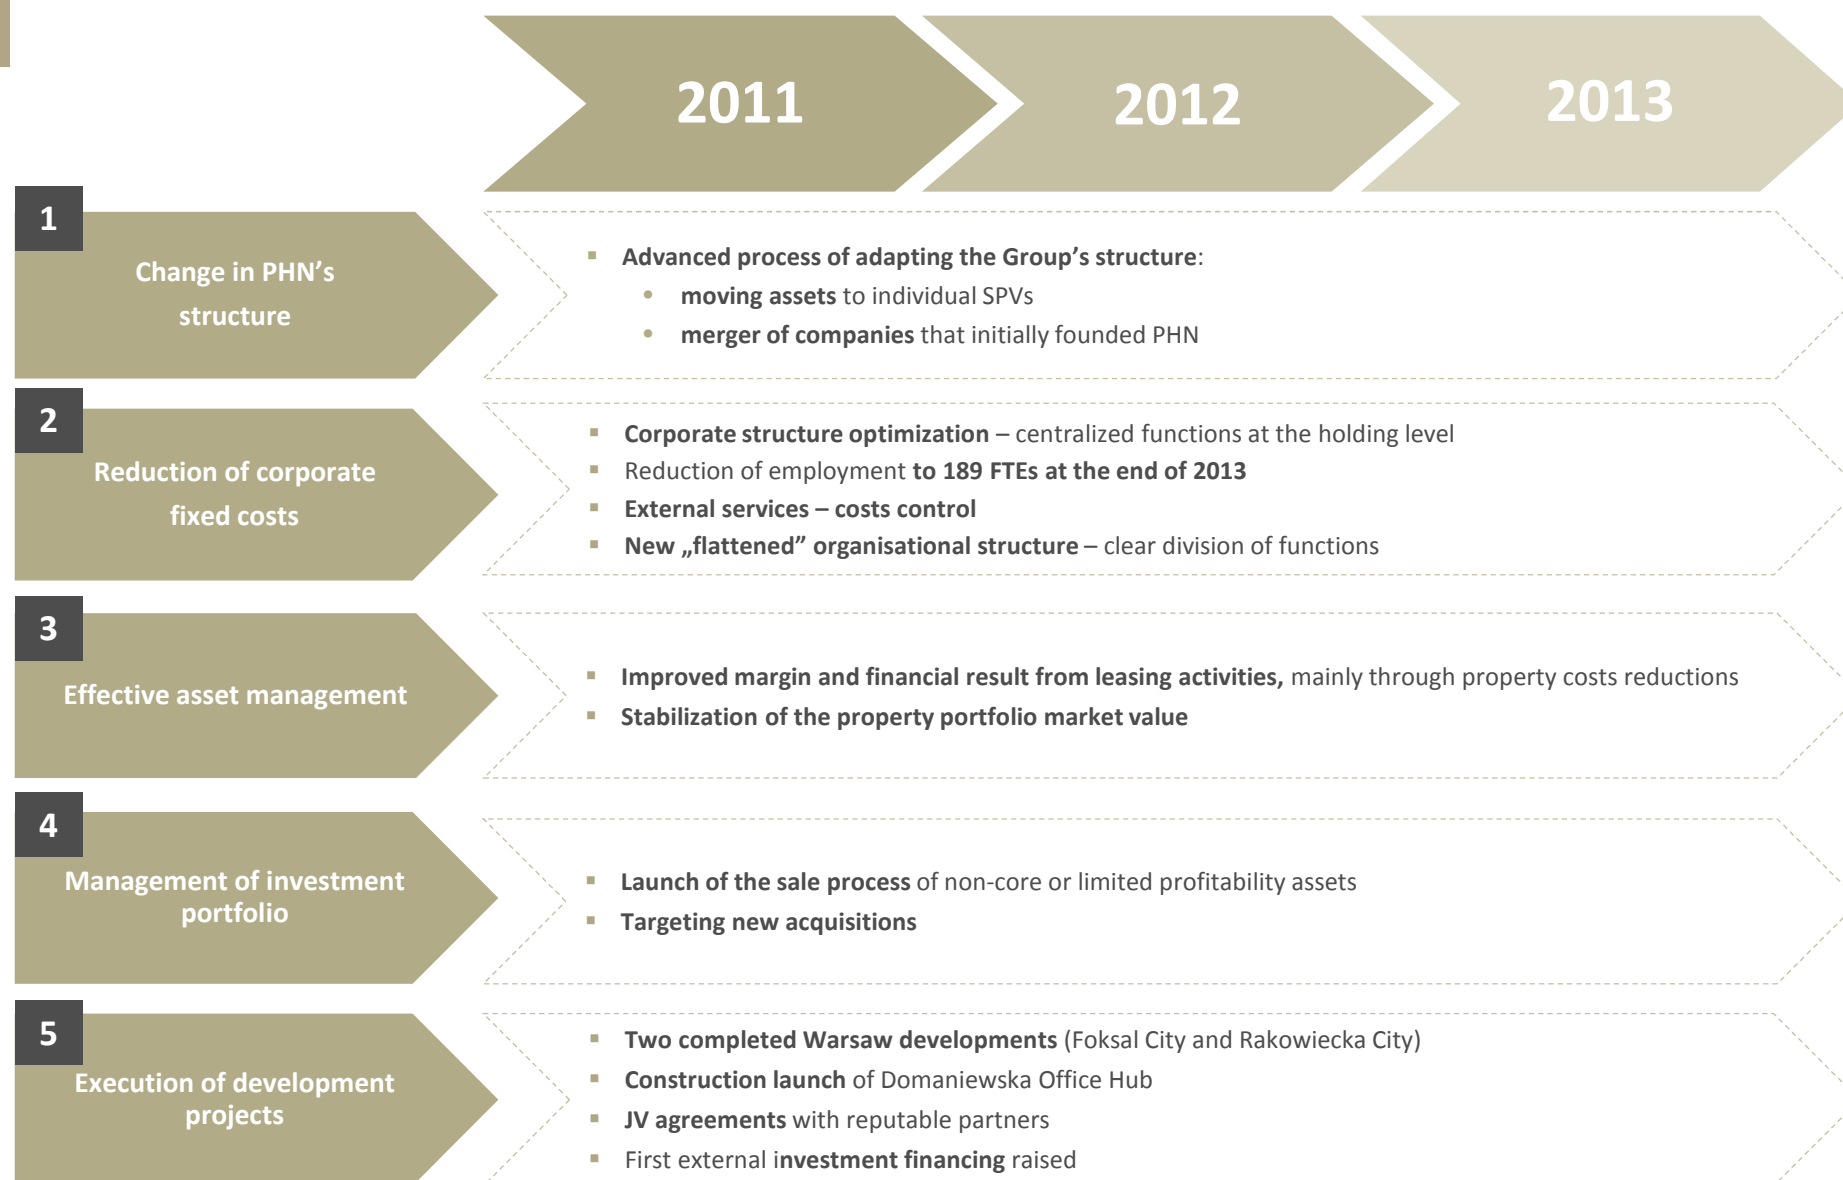 2011
2012
2013
1
Change in PHN’s
structure
▪ Advanced process of adapting the Group’s structure:
• moving assets to individual SPVs
• merger of companies that initially founded PHN
2
Reduction of corporate
fixed costs
▪ Corporate structure optimization – centralized functions at the holding level
▪ Reduction of employment to 189 FTEs at the end of 2013
▪ External services – costs control
▪ New „flattened” organisational structure – clear division of functions
3
Effective asset management
▪ Improved margin and financial result from leasing activities, mainly through property costs reductions
▪ Stabilization of the property portfolio market value
4
Management of investment
portfolio
▪ Launch of the sale process of non-core or limited profitability assets
▪ Targeting new acquisitions
5
Execution of development
projects
▪ Two completed Warsaw developments (Foksal City and Rakowiecka City)
▪ Construction launch of Domaniewska Office Hub
▪ JV agreements with reputable partners
▪ First external investment financing raised